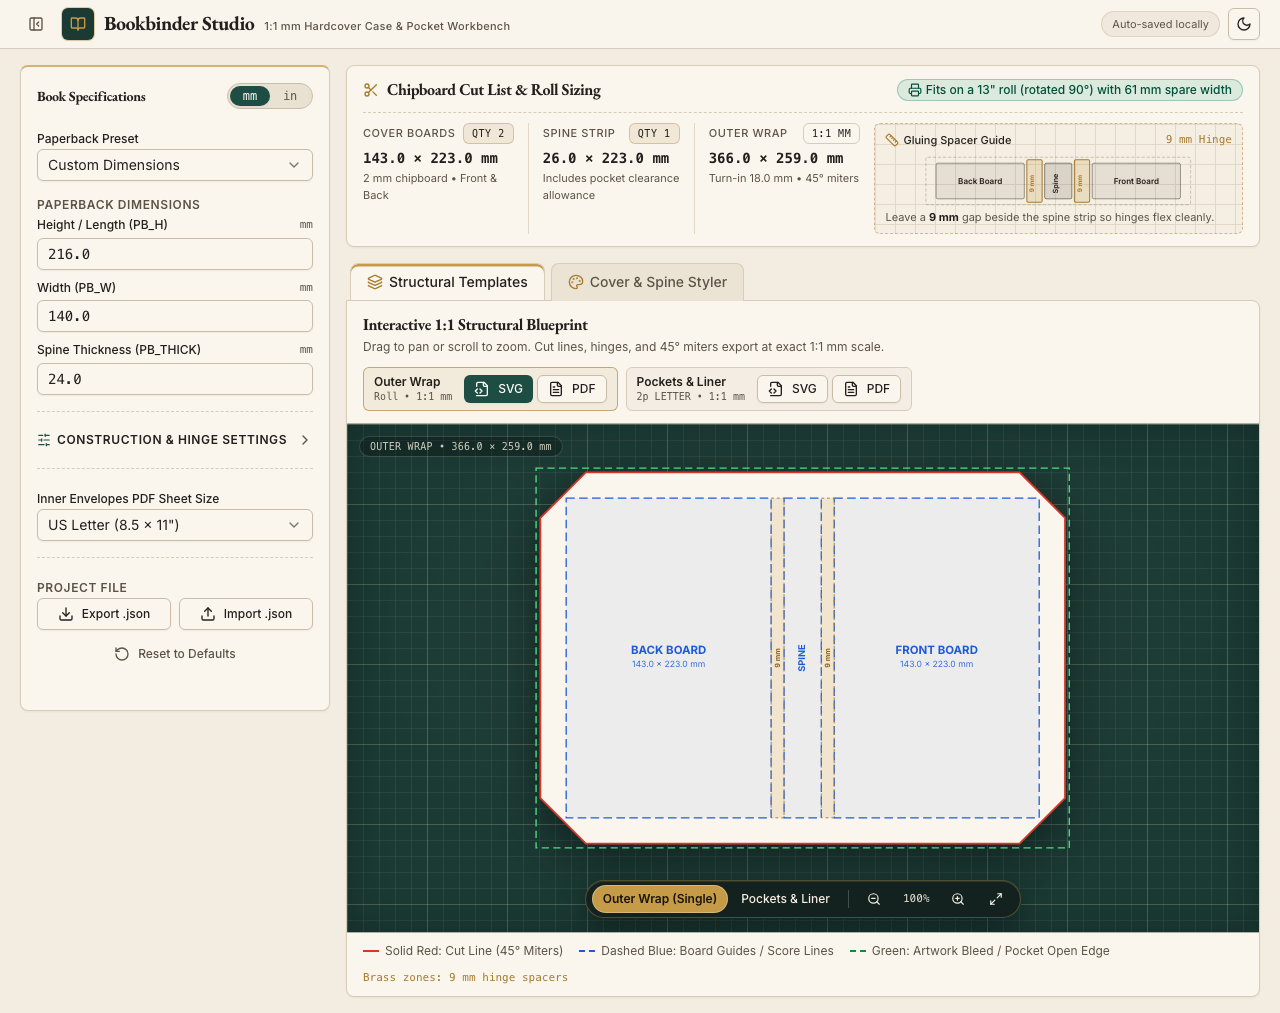 Bookbinder Studio
1:1 mm Hardcover Case & Pocket Workbench
Auto-saved locally
Book Specifications
mm
in
Paperback Preset
Custom Dimensions
PAPERBACK DIMENSIONS
Height / Length (PB_H)
mm
216.0
Width (PB_W)
mm
140.0
Spine Thickness (PB_THICK)
mm
24.0
CONSTRUCTION & HINGE SETTINGS
Inner Envelopes PDF Sheet Size
US Letter (8.5 × 11")
PROJECT FILE
Export .json
Import .json
Reset to Defaults
Chipboard Cut List & Roll Sizing
Fits on a 13" roll (rotated 90°) with 61 mm spare width
COVER BOARDS
QTY 2
143.0 × 223.0 mm
2 mm chipboard • Front &
Back
SPINE STRIP
QTY 1
26.0 × 223.0 mm
Includes pocket clearance
allowance
OUTER WRAP
1:1 MM
366.0 × 259.0 mm
Turn-in 18.0 mm • 45° miters
Gluing Spacer Guide
9 mm Hinge
Back Board
9 mm
Spine
9 mm
Front Board
Leave a 9 mm gap beside the spine strip so hinges flex cleanly.
Structural Templates
Cover & Spine Styler
Interactive 1:1 Structural Blueprint
Drag to pan or scroll to zoom. Cut lines, hinges, and 45° miters export at exact 1:1 mm scale.
Outer Wrap
Roll • 1:1 mm
SVG
PDF
Pockets & Liner
2p LETTER • 1:1 mm
SVG
PDF
OUTER WRAP • 366.0 × 259.0 mm
BACK BOARD
143.0 × 223.0 mm
9 mm
SPINE
9 mm
FRONT BOARD
143.0 × 223.0 mm
Outer Wrap (Single)
Pockets & Liner
100%
Solid Red: Cut Line (45° Miters)
Dashed Blue: Board Guides / Score Lines
Green: Artwork Bleed / Pocket Open Edge
Brass zones: 9 mm hinge spacers